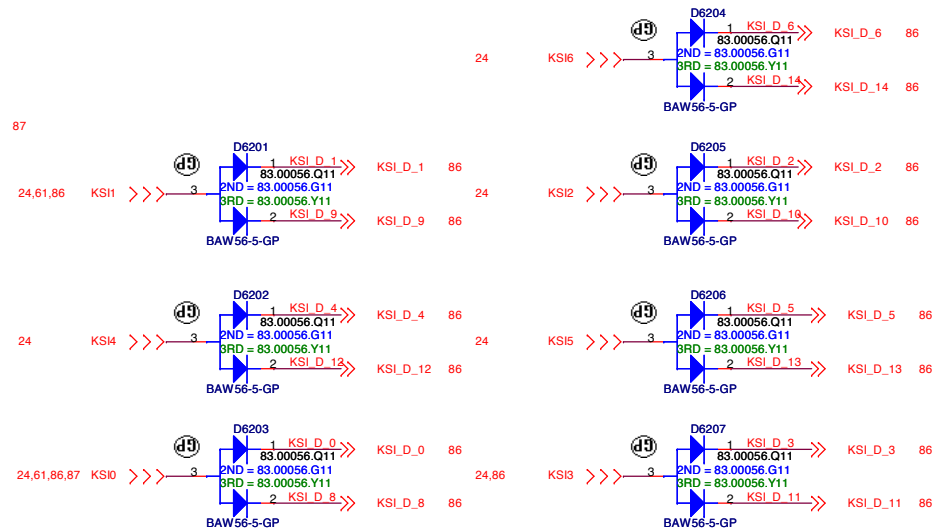 87
D6201
GP
1 KSI_D_1
KSI_D_1 86
83.00056.Q11
24,61,86 KSI1
3
2ND = 83.00056.G11
3RD = 83.00056.Y11
2 KSI_D_9
KSI_D_9 86
BAW56-5-GP
D6202
GP
1 KSI_D_4
KSI_D_4 86
83.00056.Q11
24 KSI4
3
2ND = 83.00056.G11
3RD = 83.00056.Y11
2 KSI_D_12
KSI_D_12 86
BAW56-5-GP
D6203
GP
1 KSI_D_0
KSI_D_0 86
83.00056.Q11
24,61,86,87 KSI0
3
2ND = 83.00056.G11
3RD = 83.00056.Y11
2 KSI_D_8
KSI_D_8 86
BAW56-5-GP
D6204
GP
1 KSI_D_6
KSI_D_6 86
83.00056.Q11
24 KSI6
3
2ND = 83.00056.G11
3RD = 83.00056.Y11
2 KSI_D_14
KSI_D_14 86
BAW56-5-GP
D6205
GP
1 KSI_D_2
KSI_D_2 86
83.00056.Q11
24 KSI2
3
2ND = 83.00056.G11
3RD = 83.00056.Y11
2 KSI_D_10
KSI_D_10 86
BAW56-5-GP
D6206
GP
1 KSI_D_5
KSI_D_5 86
83.00056.Q11
24 KSI5
3
2ND = 83.00056.G11
3RD = 83.00056.Y11
2 KSI_D_13
KSI_D_13 86
BAW56-5-GP
D6207
GP
1 KSI_D_3
KSI_D_3 86
83.00056.Q11
24,86 KSI3
3
2ND = 83.00056.G11
3RD = 83.00056.Y11
2 KSI_D_11
KSI_D_11 86
BAW56-5-GP